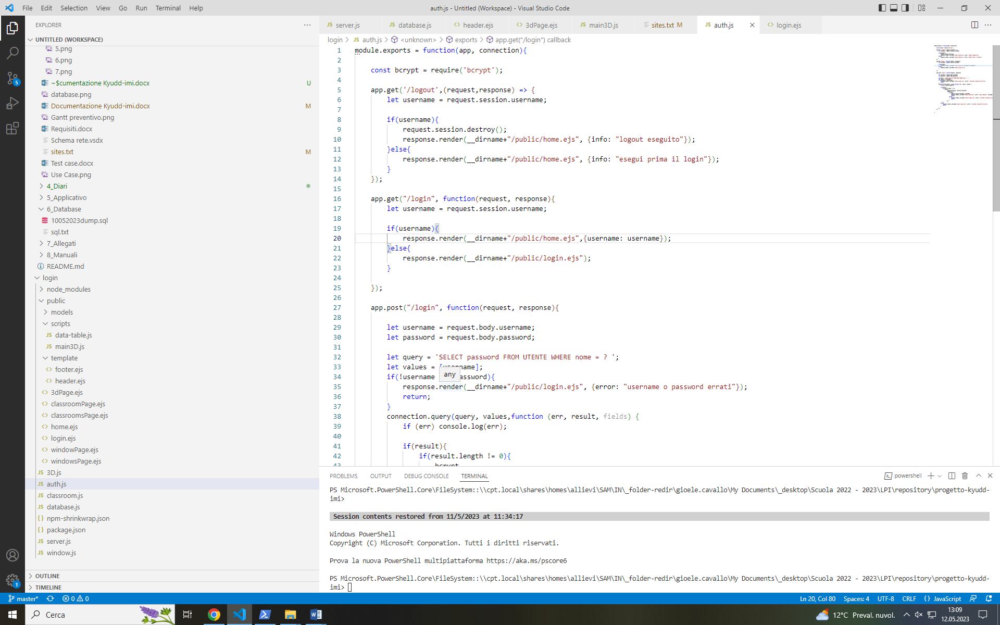 File Edit Selection View Go Run Terminal Help
auth.js - Untitled (Workspace) - Visual Studio Code
EXPLORER
UNTITLED (WORKSPACE)
5.png
6.png
7.png
~$cumentazione Kyudd-imi.docx U
database.png
Documentazione Kyudd-imi.docx M
Gantt preventivo.png
Requisiti.docx
Schema rete.vsdx
sites.txt M
Test case.docx
Use Case.png
4_Diari
5_Applicativo
6_Database
10052023dump.sql
sql.txt
7_Allegati
8_Manuali
README.md
login
node_modules
public
models
scripts
JS data-table.js
JS main3D.js
template
<> footer.ejs
<> header.ejs
<> 3dPage.ejs
<> classroomPage.ejs
<> classroomsPage.ejs
<> home.ejs
<> login.ejs
<> windowPage.ejs
<> windowsPage.ejs
JS 3D.js
JS auth.js
JS classroom.js
JS database.js
{} npm-shrinkwrap.json
{} package.json
JS server.js
JS window.js
OUTLINE
TIMELINE
5
1
JS server.js JS database.js <> header.ejs <> 3dPage.ejs JS main3D.js sites.txt M JS auth.js <> login.ejs
login > JS auth.js > <unknown> > exports > app.get("/login") callback
1 module.exports = function(app, connection){
2
3 const bcrypt = require('bcrypt');
4
5 app.get('/logout',(request,response) => {
6 let username = request.session.username;
7
8 if(username){
9 request.session.destroy();
10 response.render(__dirname+"/public/home.ejs", {info: "logout eseguito"});
11 }else{
12 response.render(__dirname+"/public/home.ejs", {info: "esegui prima il login"});
13 }
14 });
15
16 app.get("/login", function(request, response){
17 let username = request.session.username;
18
19 if(username){
20 response.render(__dirname+"/public/home.ejs",{username: username});
21 }else{
22 response.render(__dirname+"/public/login.ejs");
23 }
24
25 });
26
27 app.post("/login", function(request, response){
28
29 let username = request.body.username;
30 let password = request.body.password;
31
32 let query = 'SELECT password FROM UTENTE WHERE nome = ? ';
33 let values = [username];
34 if(!username any assword){
35 response.render(__dirname+"/public/login.ejs", {error: "username o password errati"});
36 return;
37 }
38 connection.query(query, values,function (err, result, fields) {
39 if (err) console.log(err);
40
41 if(result){
42 if(result.length != 0){
43 bcrypt
PROBLEMS OUTPUT DEBUG CONSOLE TERMINAL
powershell
PS Microsoft.PowerShell.Core\FileSystem::\\cpt.local\shares\homes\allievi\SAM\IN\_folder-redir\gioele.cavallo\My Documents\_desktop\Scuola 2022 - 2023\LPI\repository\progetto-kyudd-
imi>
Session contents restored from 11/5/2023 at 11:34:17
Windows PowerShell
Copyright (C) Microsoft Corporation. Tutti i diritti riservati.
Prova la nuova PowerShell multipiattaforma https://aka.ms/pscore6
PS Microsoft.PowerShell.Core\FileSystem::\\cpt.local\shares\homes\allievi\SAM\IN\_folder-redir\gioele.cavallo\My Documents\_desktop\Scuola 2022 - 2023\LPI\repository\progetto-kyudd-
imi>
master* 0 0 Ln 20, Col 80 Spaces: 4 UTF-8 CRLF {} JavaScript
Cerca
12°C Preval. nuvol.
13:09
12.05.2023